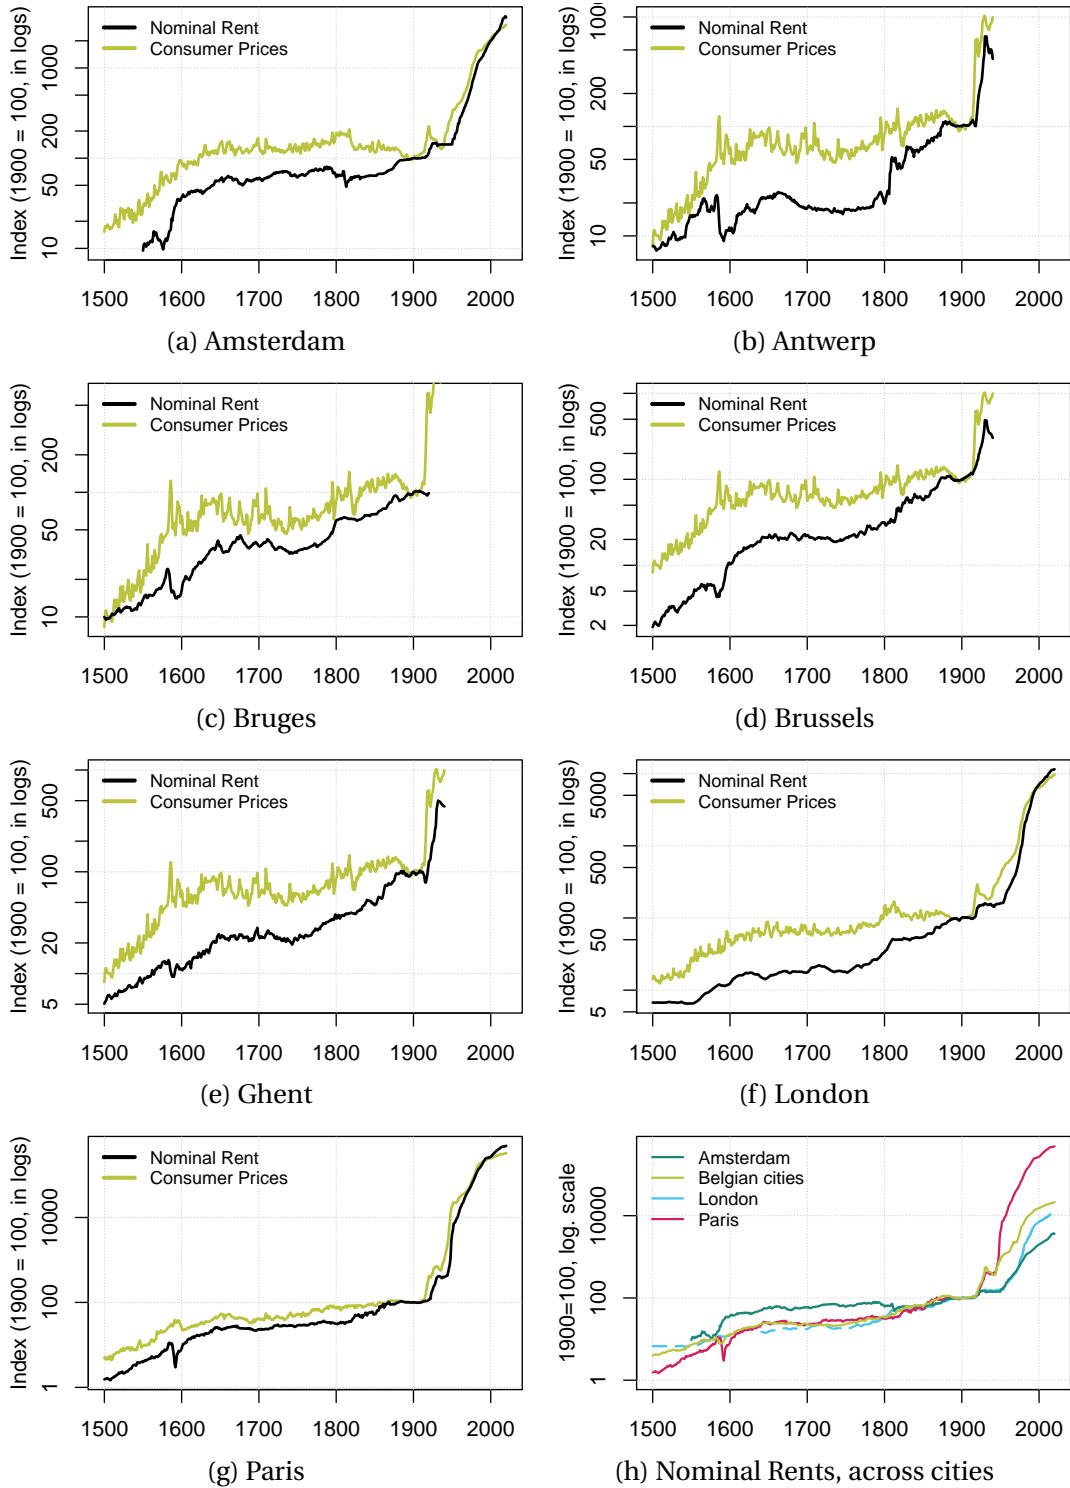 Nominal Rent
Consumer Prices
Index (1900 = 100, in logs)
10
50
200
1000
1500 1600 1700 1800 1900 2000
(a) Amsterdam
Nominal Rent
Consumer Prices
Index (1900 = 100, in logs)
10
50
200
1500 1600 1700 1800 1900 2000
(b) Antwerp
Nominal Rent
Consumer Prices
Index (1900 = 100, in logs)
10
50
200
1500 1600 1700 1800 1900 2000
(c) Bruges
Nominal Rent
Consumer Prices
Index (1900 = 100, in logs)
2
5
20
100
500
1500 1600 1700 1800 1900 2000
(d) Brussels
Nominal Rent
Consumer Prices
Index (1900 = 100, in logs)
5
20
100
500
1500 1600 1700 1800 1900 2000
(e) Ghent
Nominal Rent
Consumer Prices
Index (1900 = 100, in logs)
5
50
500
5000
1500 1600 1700 1800 1900 2000
(f) London
Nominal Rent
Consumer Prices
Index (1900 = 100, in logs)
1
100
10000
1500 1600 1700 1800 1900 2000
(g) Paris
Amsterdam
Belgian cities
London
Paris
1900=100, log. scale
1
100
10000
1500 1600 1700 1800 1900 2000
(h) Nominal Rents, across cities